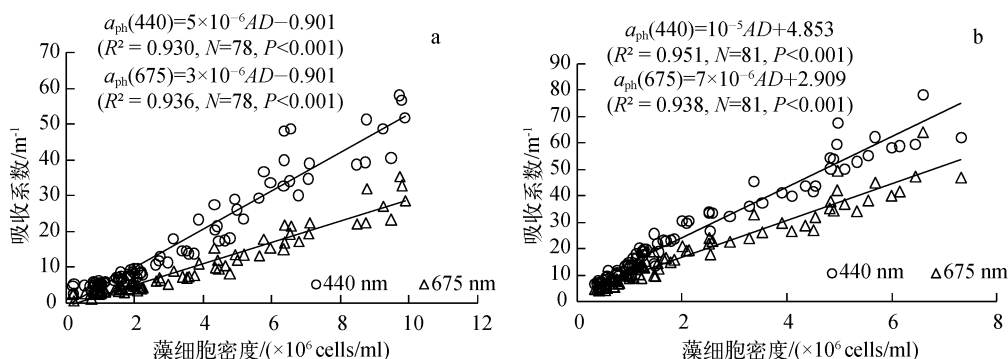 a_ph(440)=5×10⁻⁶AD−0.901
(R² = 0.930, N=78, P<0.001)
a_ph(675)=3×10⁻⁶AD−0.901
(R² = 0.936, N=78, P<0.001)
a
70
60
50
40
30
20
10
0
吸收系数/m⁻¹
○440 nm △675 nm
0 2 4 6 8 10 12
藻细胞密度/(×10⁶ cells/ml)
a_ph(440)=10⁻⁵AD+4.853
(R² = 0.951, N=81, P<0.001)
a_ph(675)=7×10⁻⁶AD+2.909
(R² = 0.938, N=81, P<0.001)
b
90
80
70
60
50
40
30
20
10
0
吸收系数/m⁻¹
○440 nm △675 nm
0 2 4 6 8
藻细胞密度/(×10⁶ cells/ml)